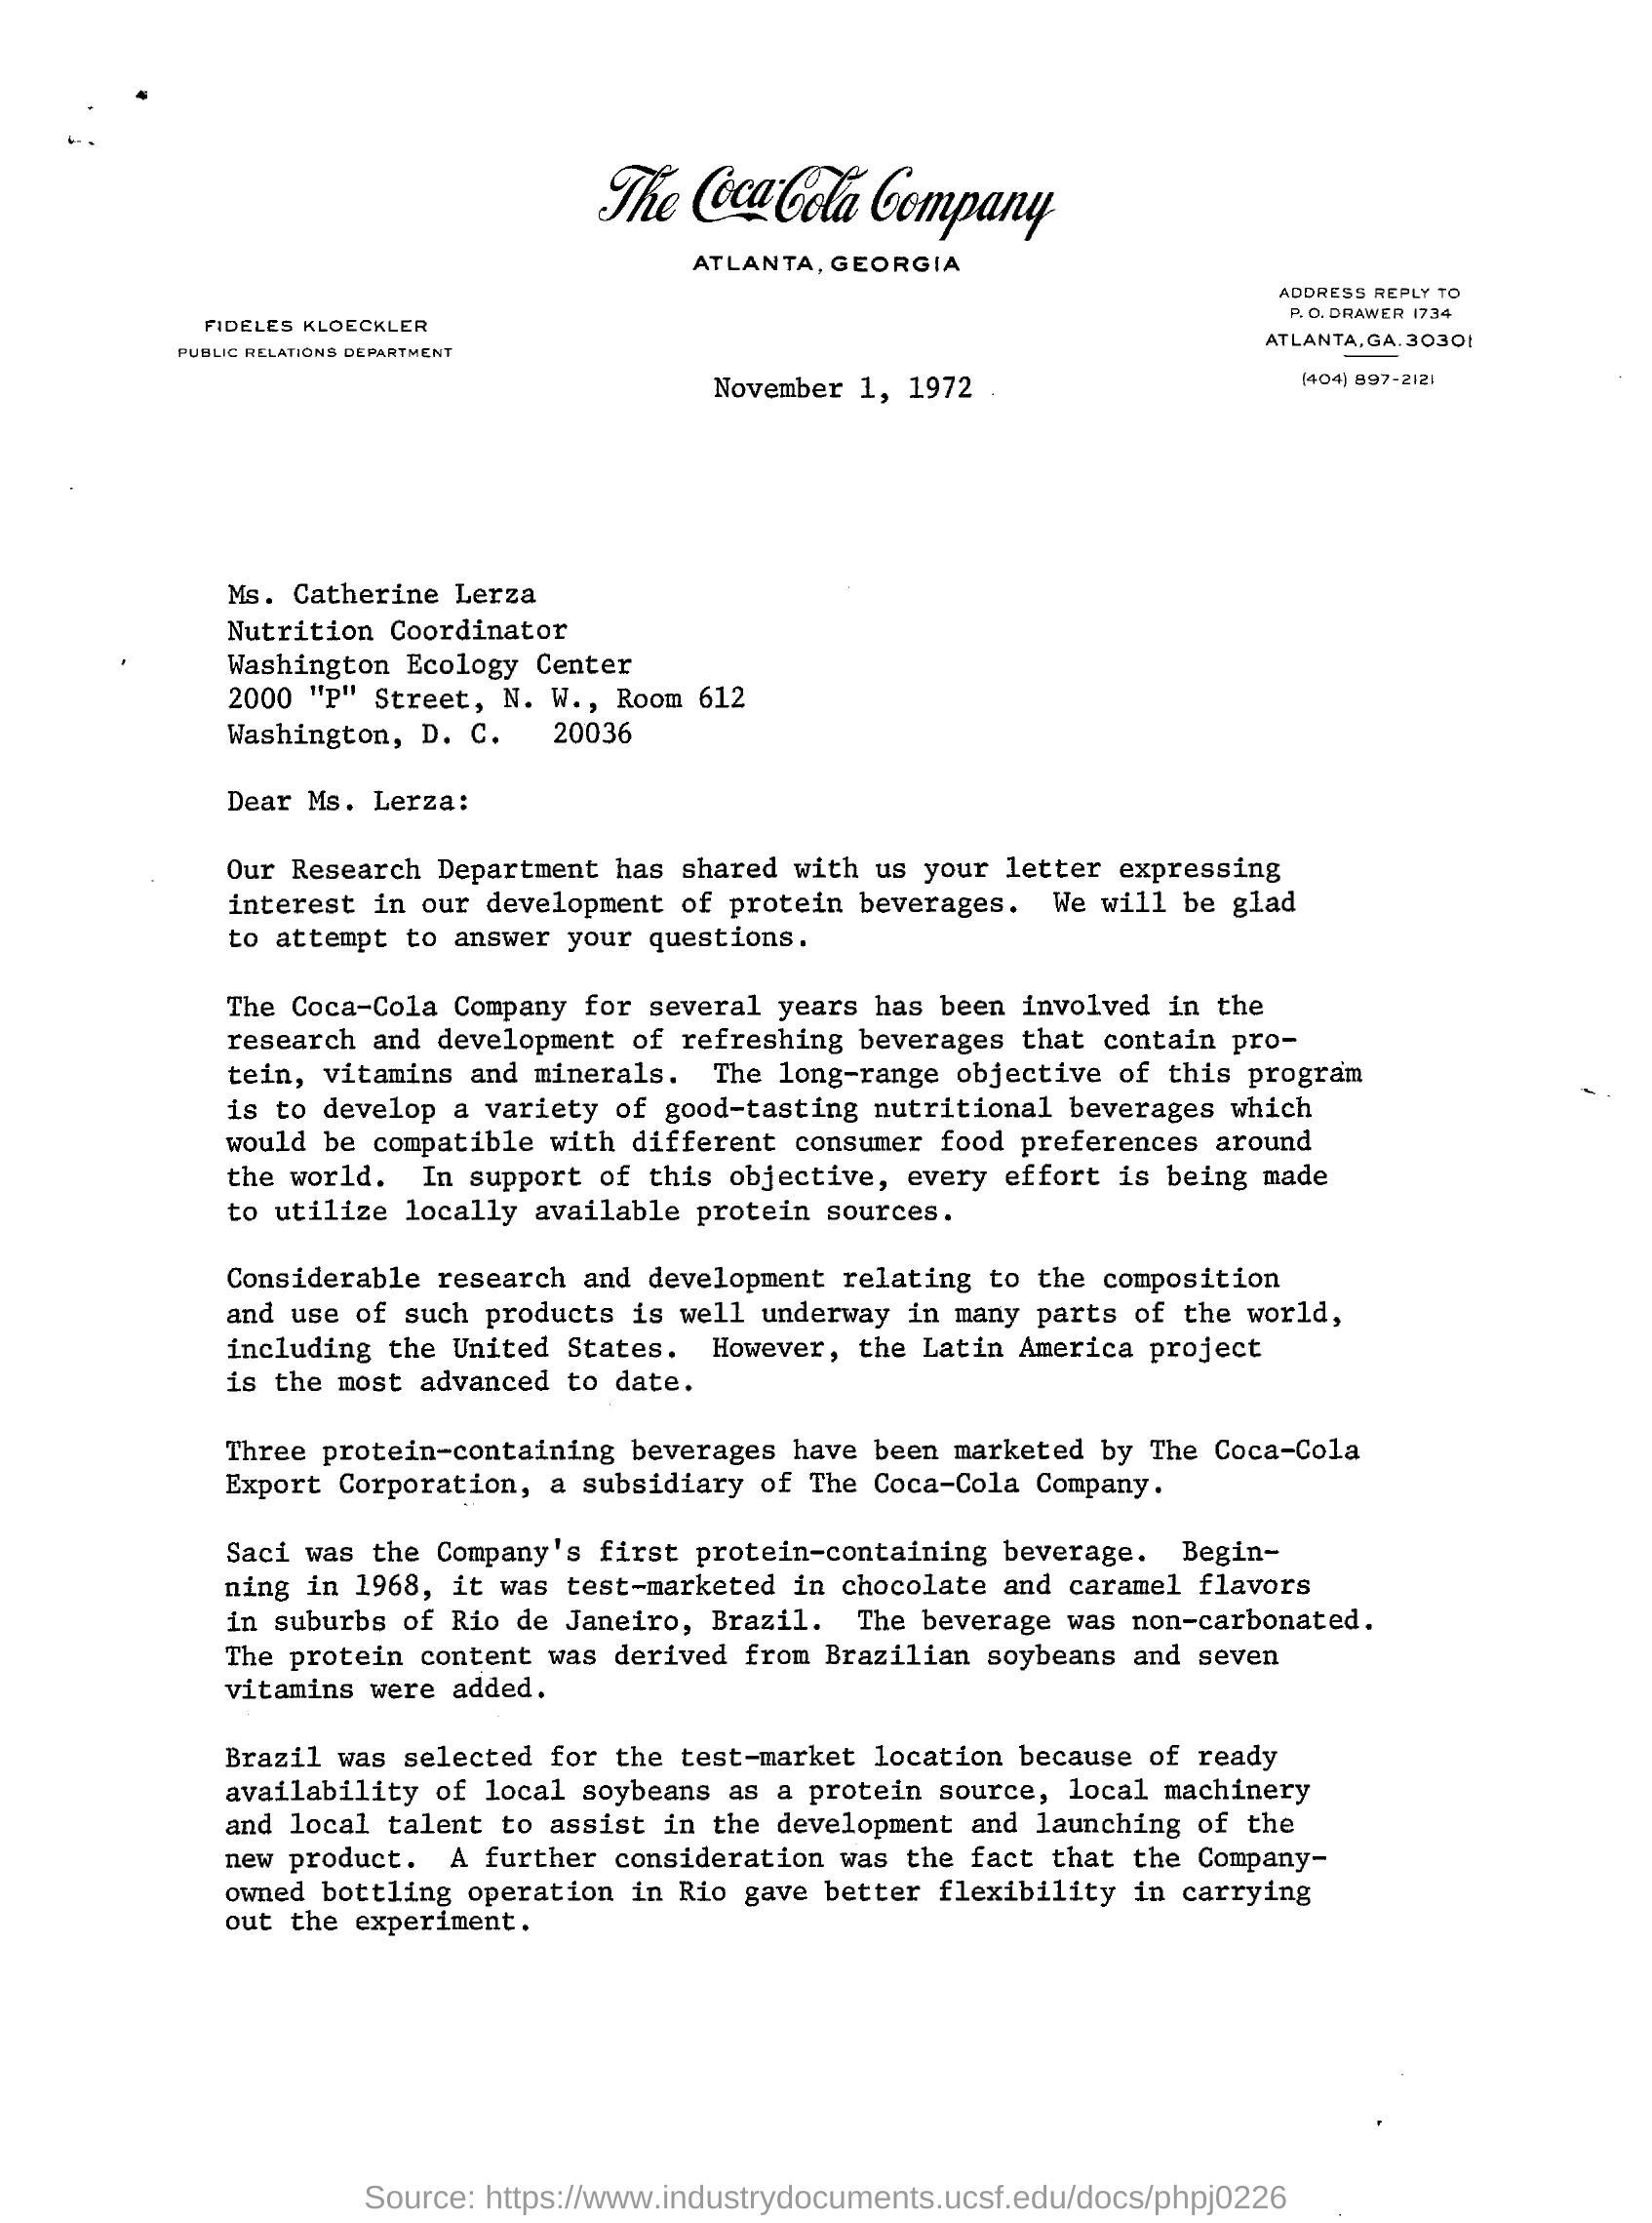 The Coca-Cola Company
ATLANTA, GEORGIA
ADDRESS REPLY TO
P. O. DRAWER 1734
ATLANTA, GA. 30301
(404) 897-2121
FIDELES KLOECKLER
PUBLIC RELATIONS DEPARTMENT
November 1, 1972
Ms. Catherine Lerza
Nutrition Coordinator
Washington Ecology Center
2000 "P" Street, N. W., Room 612
Washington, D. C. 20036
Dear Ms. Lerza:
Our Research Department has shared with us your letter expressing
interest in our development of protein beverages. We will be glad
to attempt to answer your questions.
The Coca-Cola Company for several years has been involved in the
research and development of refreshing beverages that contain pro-
tein, vitamins and minerals. The long-range objective of this program
is to develop a variety of good-tasting nutritional beverages which
would be compatible with different consumer food preferences around
the world. In support of this objective, every effort is being made
to utilize locally available protein sources.
Considerable research and development relating to the composition
and use of such products is well underway in many parts of the world,
including the United States. However, the Latin America project
is the most advanced to date.
Three protein-containing beverages have been marketed by The Coca-Cola
Export Corporation, a subsidiary of The Coca-Cola Company.
Saci was the Company's first protein-containing beverage. Begin-
ning in 1968, it was test-marketed in chocolate and caramel flavors
in suburbs of Rio de Janeiro, Brazil. The beverage was non-carbonated.
The protein content was derived from Brazilian soybeans and seven
vitamins were added.
Brazil was selected for the test-market location because of ready
availability of local soybeans as a protein source, local machinery
and local talent to assist in the development and launching of the
new product. A further consideration was the fact that the Company-
owned bottling operation in Rio gave better flexibility in carrying
out the experiment.
Source: https://www.industrydocuments.ucsf.edu/docs/phpj0226